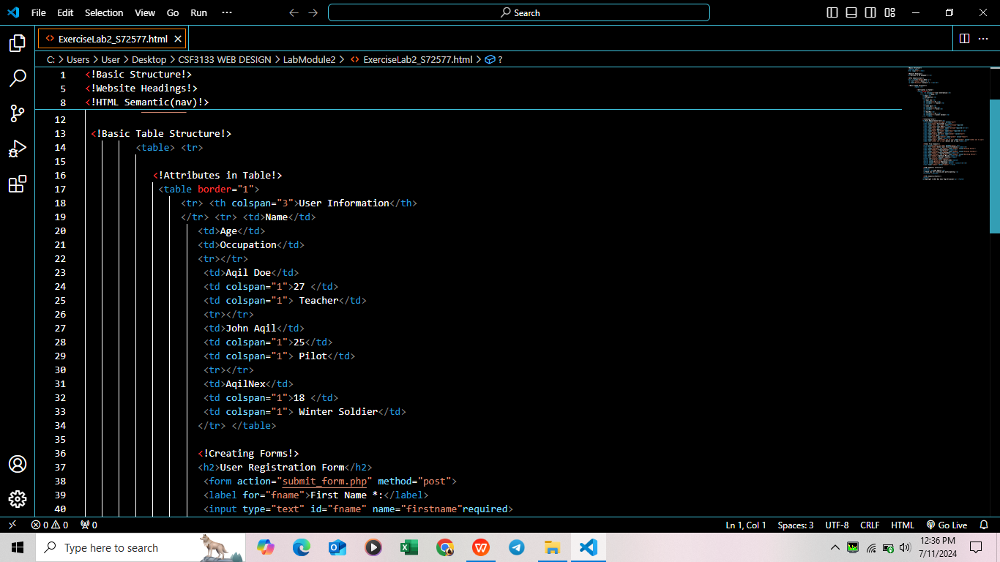 File Edit Selection View Go Run ··· Search
ExerciseLab2_S72577.html
C: > Users > User > Desktop > CSF3133 WEB DESIGN > LabModule2 > ExerciseLab2_S72577.html > ?
1 <!Basic Structure!>
5 <!Website Headings!>
8 <!HTML Semantic(nav)!>
12
13 <!Basic Table Structure!>
14 <table> <tr>
15
16 <!Attributes in Table!>
17 <table border="1">
18 <tr> <th colspan="3">User Information</th>
19 </tr> <tr> <td>Name</td>
20 <td>Age</td>
21 <td>Occupation</td>
22 <tr></tr>
23 <td>Aqil Doe</td>
24 <td colspan="1">27 </td>
25 <td colspan="1"> Teacher</td>
26 <tr></tr>
27 <td>John Aqil</td>
28 <td colspan="1">25</td>
29 <td colspan="1"> Pilot</td>
30 <tr></tr>
31 <td>AqilNex</td>
32 <td colspan="1">18 </td>
33 <td colspan="1"> Winter Soldier</td>
34 </tr> </table>
35
36 <!Creating Forms!>
37 <h2>User Registration Form</h2>
38 <form action="submit_form.php" method="post">
39 <label for="fname">First Name *:</label>
40 <input type="text" id="fname" name="firstname"required>
0 0 0 Ln 1, Col 1 Spaces: 3 UTF-8 CRLF HTML Go Live
Type here to search
12:36 PM
7/11/2024